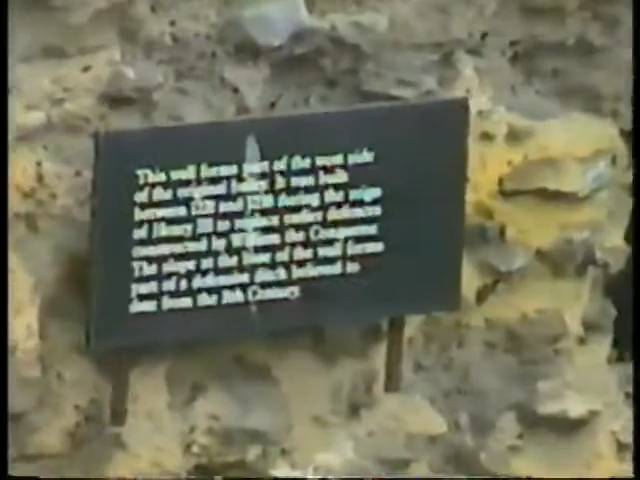 This wall forms part of the west side
of the original bailey. It was built
between 1220 and during the reign
of Henry III to replace earlier defences
constructed by William the Conqueror
The slope at the base of the wall forms
part of a defensive ditch believed to
date from the Century